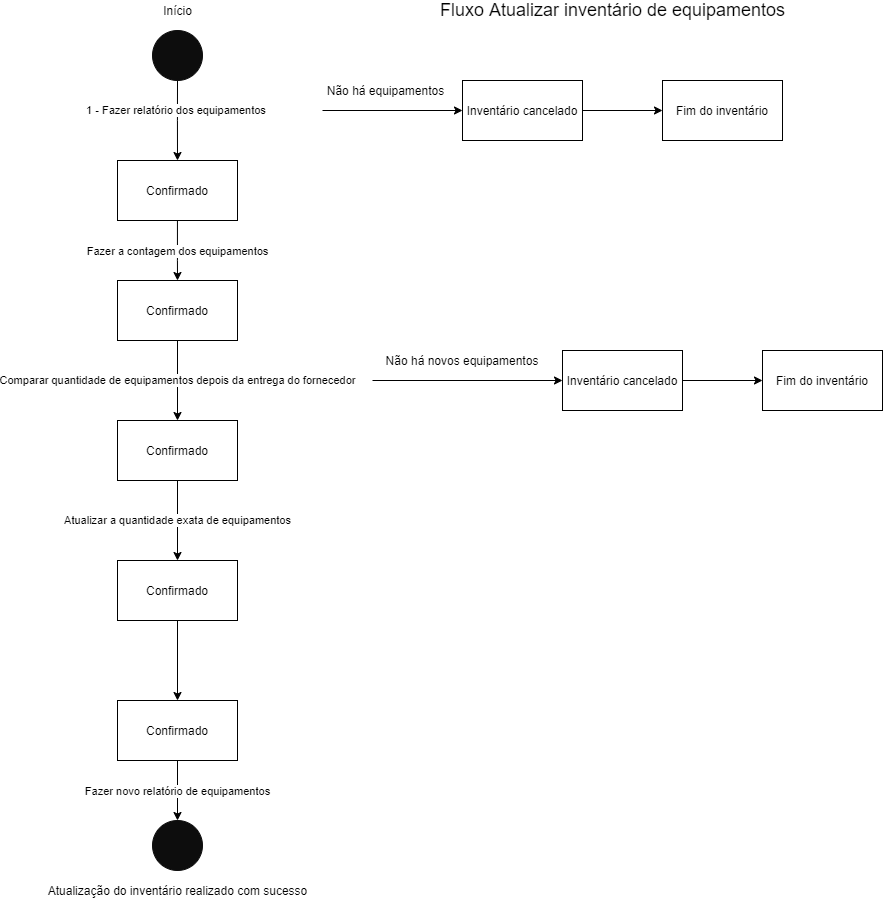 Início
Fluxo Atualizar inventário de equipamentos
1 - Fazer relatório dos equipamentos
Não há equipamentos
Inventário cancelado
Fim do inventário
Confirmado
Fazer a contagem dos equipamentos
Confirmado
Comparar quantidade de equipamentos depois da entrega do fornecedor
Não há novos equipamentos
Inventário cancelado
Fim do inventário
Confirmado
Atualizar a quantidade exata de equipamentos
Confirmado
Confirmado
Fazer novo relatório de equipamentos
Atualização do inventário realizado com sucesso